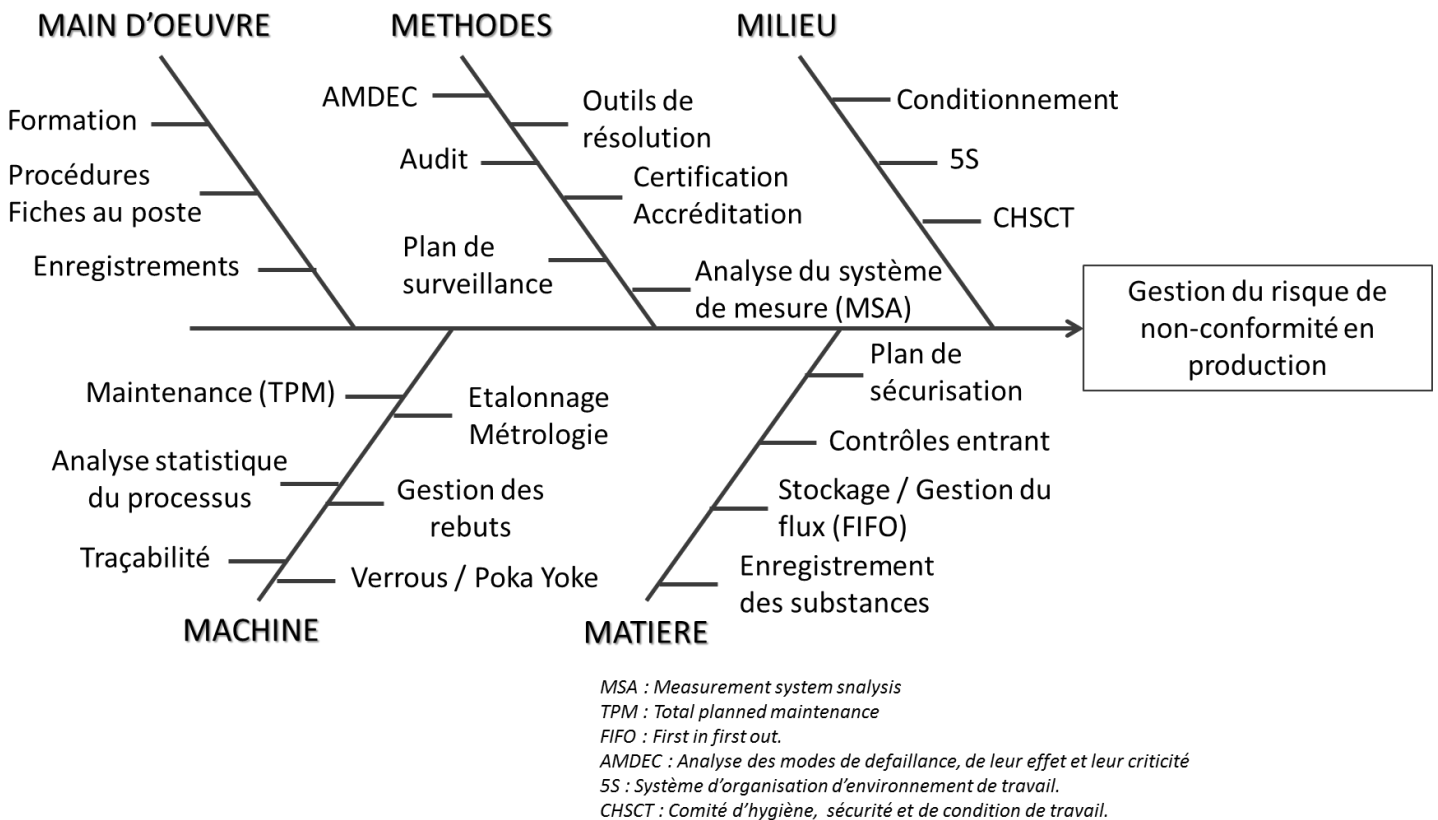 MAIN D'OEUVRE
METHODES
MILIEU
Formation
Procédures
Fiches au poste
Enregistrements
AMDEC
Audit
Plan de
surveillance
Outils de
résolution
Certification
Accréditation
Analyse du système
de mesure (MSA)
Conditionnement
5S
CHSCT
Gestion du risque de
non-conformité en
production
Maintenance (TPM)
Analyse statistique
du processus
Traçabilité
Etalonnage
Métrologie
Gestion des
rebuts
Verrous / Poka Yoke
Plan de
sécurisation
Contrôles entrant
Stockage / Gestion du
flux (FIFO)
Enregistrement
des substances
MACHINE
MATIERE
MSA : Measurement system snalysis
TPM : Total planned maintenance
FIFO : First in first out.
AMDEC : Analyse des modes de defaillance, de leur effet et leur criticité
5S : Système d'organisation d'environnement de travail.
CHSCT : Comité d'hygiène, sécurité et de condition de travail.